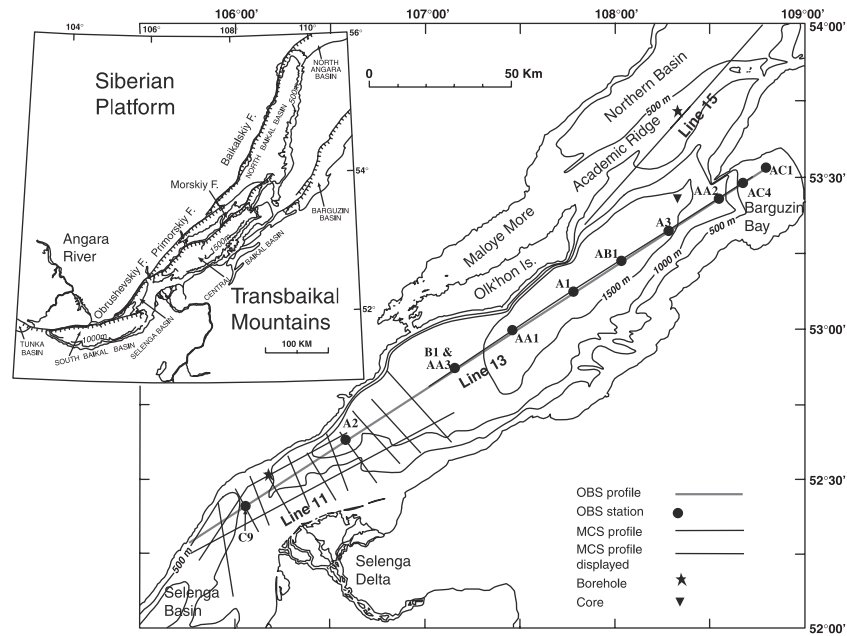 106°00'
107°00'
108°00'
109°00'
54°00'
53°30'
53°00'
52°30'
52°00'
104°
106°
108°
110°
56°
54°
52°
Siberian
Platform
NORTH
ANGARA
BASIN
500m
Baikalskiy F.
NORTH BAIKAL BASIN
Morskiy F.
BARGUZIN
BASIN
Primorskiy F.
Angara
River
1500m
CENTRAL
BAIKAL BASIN
Obrushevskiy F.
Transbaikal
Mountains
1000m
TUNKA
BASIN
SOUTH BAIKAL BASIN
SELENGA BASIN
100 KM
0
50 Km
Northern Basin
500 m
Line 15
Academic Ridge
AC1
AA2
AC4
Barguzin
Bay
500 m
A3
Maloye More
AB1
1000 m
Olk'hon Is.
A1
1500 m
AA1
B1 &
AA3
Line 13
A2
Line 11
C9
500 m
Selenga
Delta
Selenga
Basin
OBS profile
OBS station
MCS profile
MCS profile
displayed
Borehole
Core